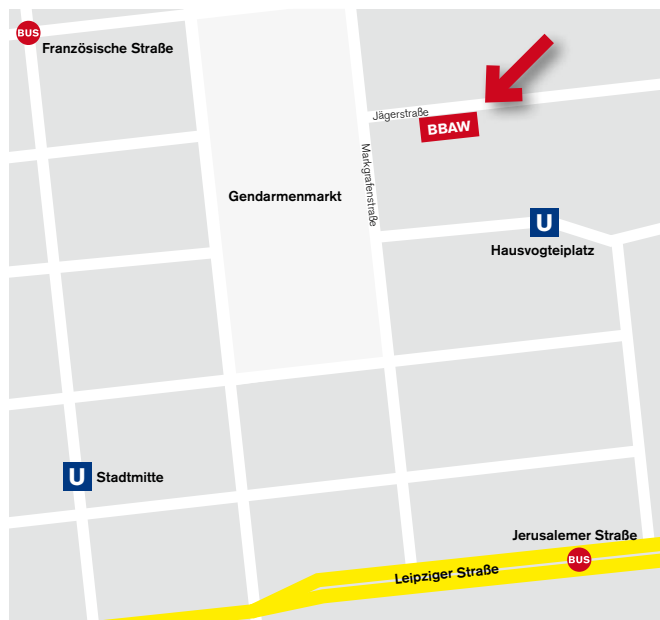 BUS
Französische Straße
Jägerstraße
BBAW
Markgrafenstraße
Gendarmenmarkt
U
Hausvogteiplatz
U Stadtmitte
Jerusalemer Straße
BUS
Leipziger Straße